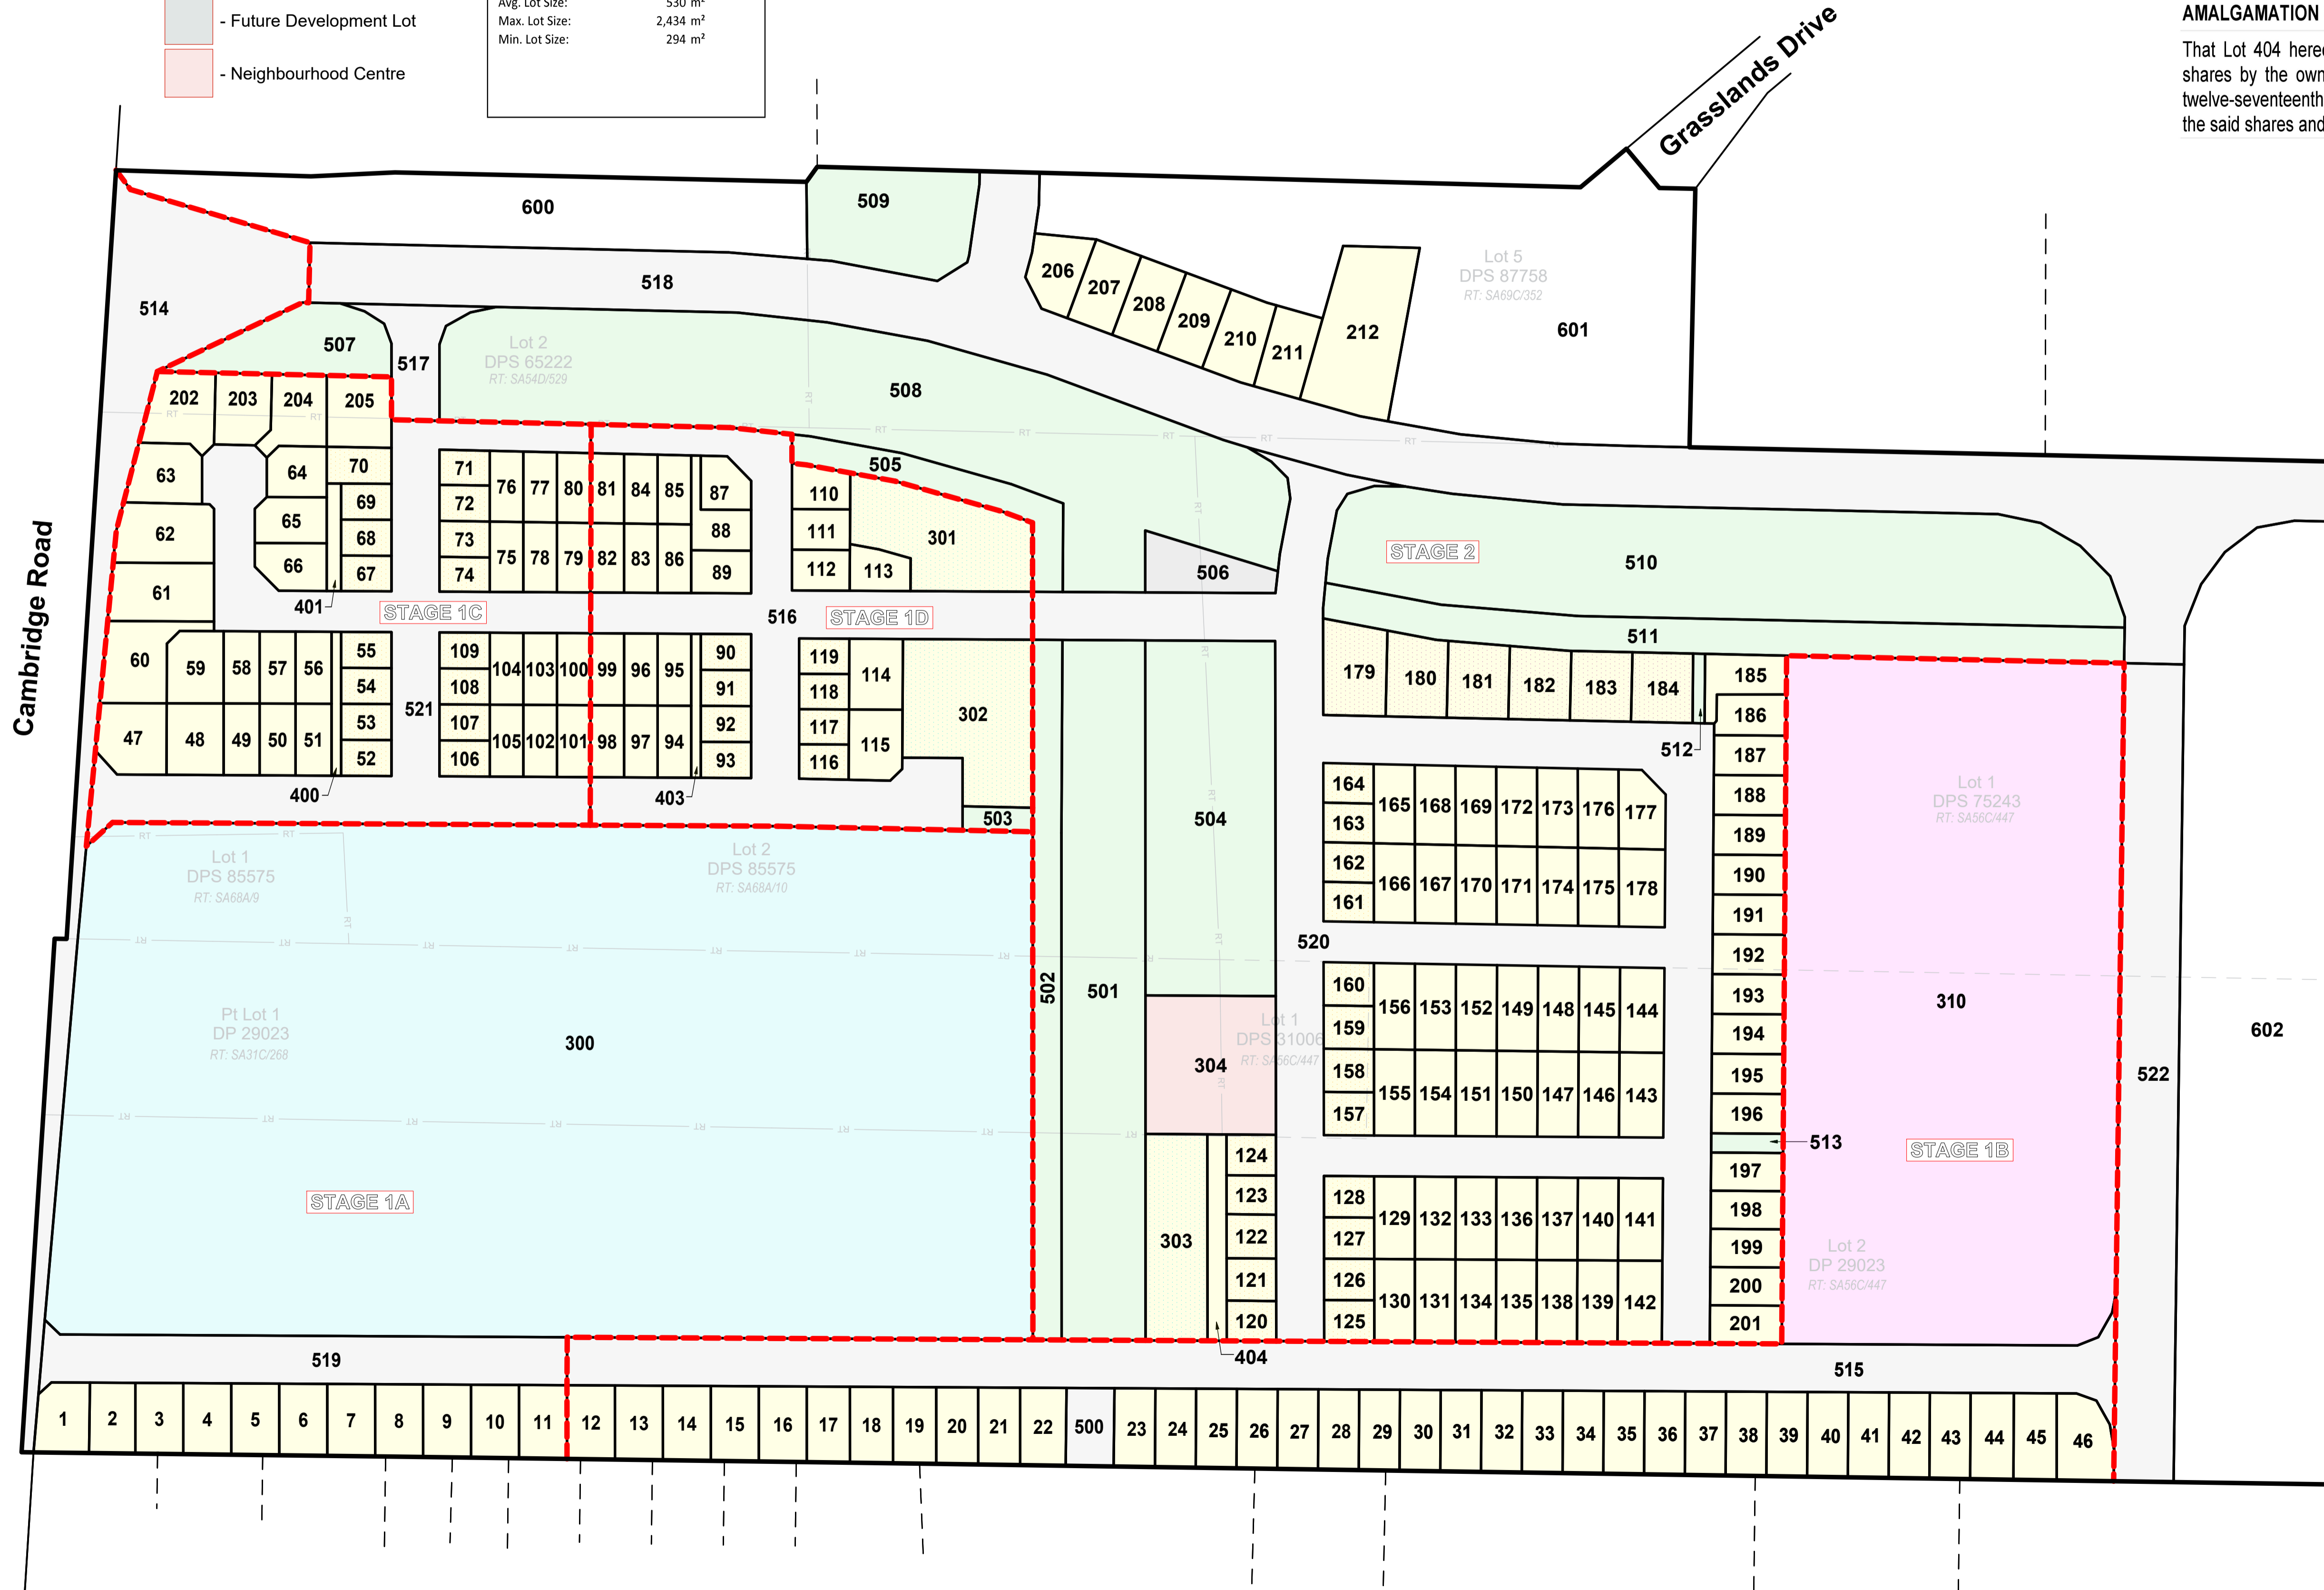 Avg. Lot Size: 530 m²
- Future Development Lot
Max. Lot Size: 2,434 m²
Min. Lot Size: 294 m²
- Neighbourhood Centre
AMALGAMATION
That Lot 404
shares by the
twelve-seventeenth
the said shares and
Grasslands Drive
Cambridge Road
600
509
518
514
507
517
508
206 207 208 209 210 211 212
601
Lot 5
DPS 87758
RT: SA69C/352
Lot 2
DPS 65222
RT: SA54D/529
202 203 204 205
63 64 70
69
62 65 68
66 67
61
401
60 59 58 57 56 55
54
47 48 49 50 51 53
52
400
STAGE 1C
521
71 76 77 80 81 84 85 87
72
73 75 78 79 82 83 86 88
74 89
109 104 103 100 99 96 95 90
108 91
107 105 102 101 98 97 94 92
106 93
403
516
STAGE 1D
505
110
111
112 113
301
119 114
118
117 115
116
302
503
506
STAGE 2
510
511
179 180 181 182 183 184
512
185
186
187
188
189
190
191
192
193
194
195
196
513
197
198
199
200
201
164 165 168 169 172 173 176 177
163
162 166 167 170 171 174 175 178
161
520
160 156 153 152 149 148 145 144
159
158 155 154 151 150 147 146 143
157
128 129 132 133 136 137 140 141
127
126 130 131 134 135 138 139 142
125
504
502
501
304
Lot 1
DPS 31006
RT: SA56C/447
303
124
123
122
121
120
404
Lot 1
DPS 85575
RT: SA68A/9
Lot 2
DPS 85575
RT: SA68A/10
Pt Lot 1
DP 29023
RT: SA31C/268
300
STAGE 1A
Lot 1
DPS 75243
RT: SA56C/447
310
STAGE 1B
Lot 2
DP 29023
RT: SA56C/447
522
602
519
515
1 2 3 4 5 6 7 8 9 10 11 12 13 14 15 16 17 18 19 20 21 22 500 23 24 25 26 27 28 29 30 31 32 33 34 35 36 37 38 39 40 41 42 43 44 45 46